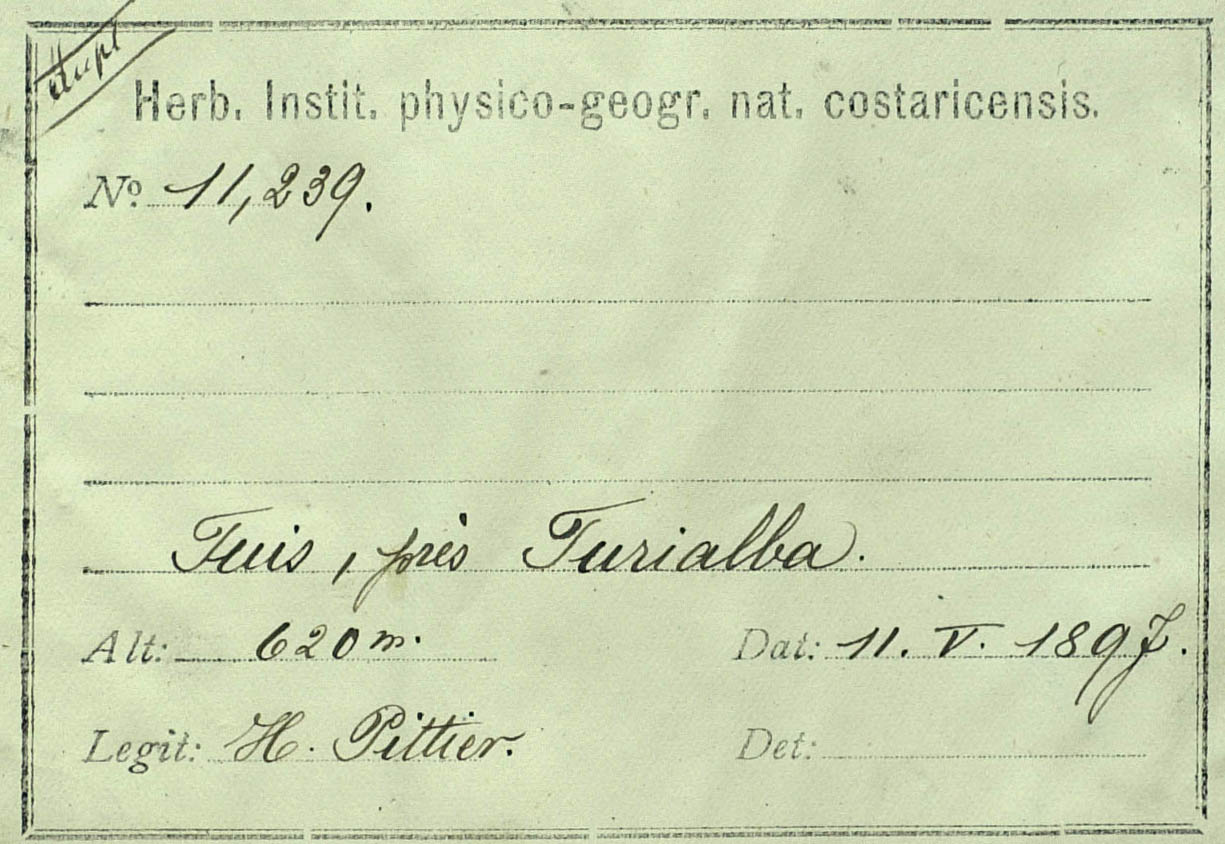 dupl
Herb. Instit. physico-geogr. nat. costaricensis.
No. 11,239.
Tuis, près Turialba.
Alt: 620 m. Dat: 11. V. 1897.
Legit: H. Pittier. Det: